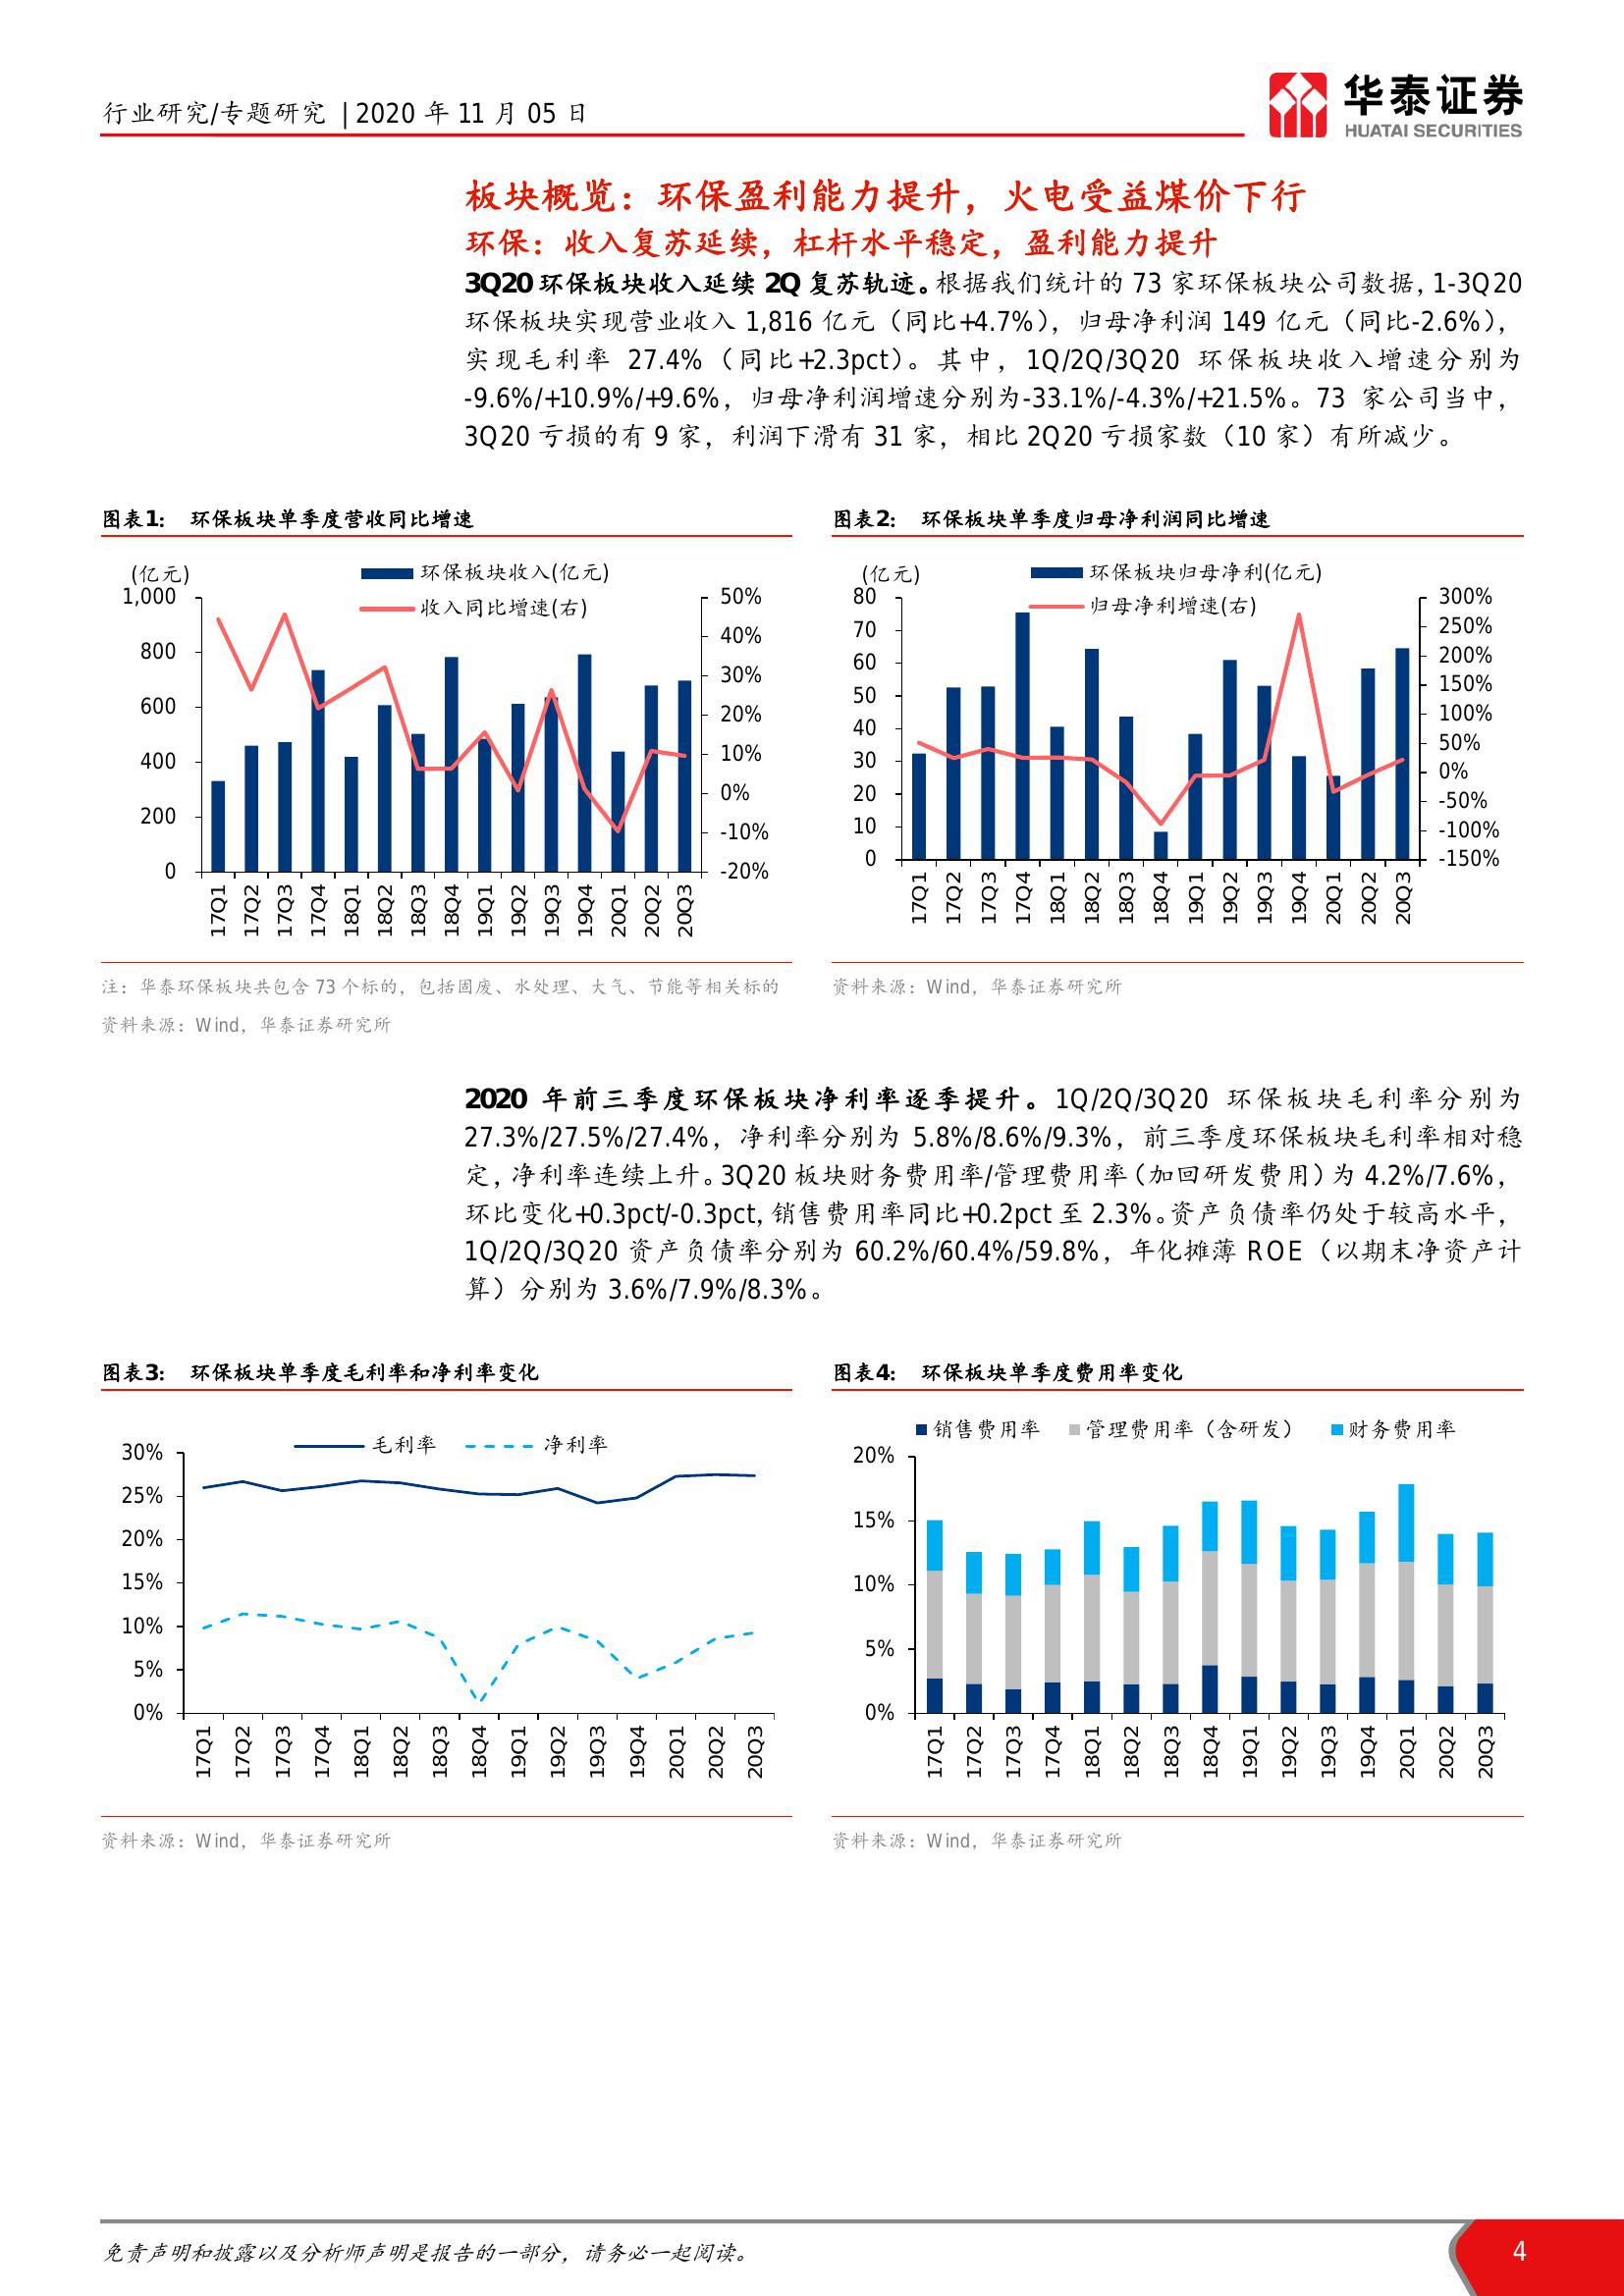 行业研究/专题研究 | 2020 年 11 月 05 日
华泰证券
HUATAI SECURITIES
板块概览：环保盈利能力提升，火电受益煤价下行
环保：收入复苏延续，杠杆水平稳定，盈利能力提升
3Q20 环保板块收入延续 2Q 复苏轨迹。根据我们统计的 73 家环保板块公司数据，1-3Q20
环保板块实现营业收入 1,816 亿元（同比+4.7%），归母净利润 149 亿元（同比-2.6%），
实现毛利率 27.4%（同比+2.3pct）。其中，1Q/2Q/3Q20 环保板块收入增速分别为
-9.6%/+10.9%/+9.6%，归母净利润增速分别为-33.1%/-4.3%/+21.5%。73 家公司当中，
3Q20 亏损的有 9 家，利润下滑有 31 家，相比 2Q20 亏损家数（10 家）有所减少。
图表1： 环保板块单季度营收同比增速
(亿元)
环保板块收入(亿元)
收入同比增速(右)
1,000
800
600
400
200
0
50%
40%
30%
20%
10%
0%
-10%
-20%
17Q1
17Q2
17Q3
17Q4
18Q1
18Q2
18Q3
18Q4
19Q1
19Q2
19Q3
19Q4
20Q1
20Q2
20Q3
注：华泰环保板块共包含 73 个标的，包括固废、水处理、大气、节能等相关标的
资料来源：Wind，华泰证券研究所
图表2： 环保板块单季度归母净利润同比增速
(亿元)
环保板块归母净利(亿元)
归母净利增速(右)
80
70
60
50
40
30
20
10
0
300%
250%
200%
150%
100%
50%
0%
-50%
-100%
-150%
17Q1
17Q2
17Q3
17Q4
18Q1
18Q2
18Q3
18Q4
19Q1
19Q2
19Q3
19Q4
20Q1
20Q2
20Q3
资料来源：Wind，华泰证券研究所
2020 年前三季度环保板块净利率逐季提升。1Q/2Q/3Q20 环保板块毛利率分别为
27.3%/27.5%/27.4%，净利率分别为 5.8%/8.6%/9.3%，前三季度环保板块毛利率相对稳
定，净利率连续上升。3Q20 板块财务费用率/管理费用率（加回研发费用）为 4.2%/7.6%，
环比变化+0.3pct/-0.3pct，销售费用率同比+0.2pct 至 2.3%。资产负债率仍处于较高水平，
1Q/2Q/3Q20 资产负债率分别为 60.2%/60.4%/59.8%，年化摊薄 ROE（以期末净资产计
算）分别为 3.6%/7.9%/8.3%。
图表3： 环保板块单季度毛利率和净利率变化
毛利率
净利率
30%
25%
20%
15%
10%
5%
0%
17Q1
17Q2
17Q3
17Q4
18Q1
18Q2
18Q3
18Q4
19Q1
19Q2
19Q3
19Q4
20Q1
20Q2
20Q3
资料来源：Wind，华泰证券研究所
图表4： 环保板块单季度费用率变化
销售费用率
管理费用率（含研发）
财务费用率
20%
15%
10%
5%
0%
17Q1
17Q2
17Q3
17Q4
18Q1
18Q2
18Q3
18Q4
19Q1
19Q2
19Q3
19Q4
20Q1
20Q2
20Q3
资料来源：Wind，华泰证券研究所
免责声明和披露以及分析师声明是报告的一部分，请务必一起阅读。
4